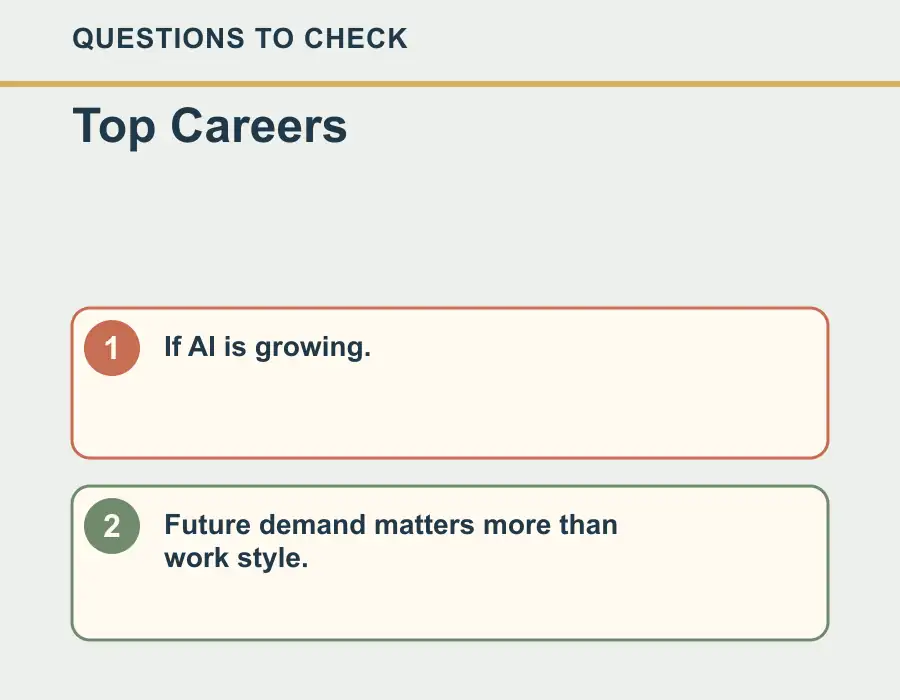 QUESTIONS TO CHECK
Top Careers
1
If AI is growing.
2
Future demand matters more than
work style.